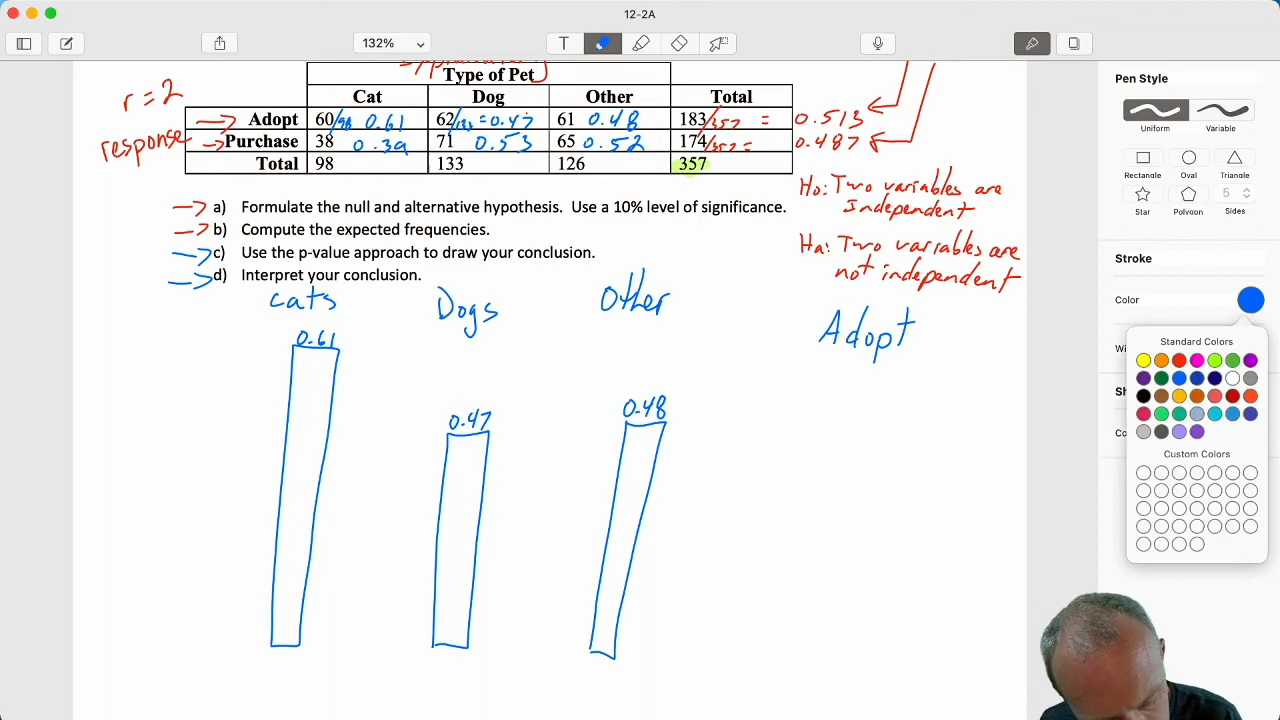 12-2A
132%
T
Pen Style
Uniform
Variable
Rectangle
Oval
Triangle
Star
Polygon
Sides
5
Stroke
Color
Standard Colors
Custom Colors
Type of Pet
Cat Dog Other Total
r = 2
response
Adopt 60/98 0.61 62/133 = 0.47 61 0.48 183/357 = 0.513
Purchase 38 0.39 71 0.53 65 0.52 174/357 = 0.487
Total 98 133 126 357
a) Formulate the null and alternative hypothesis. Use a 10% level of significance.
b) Compute the expected frequencies.
c) Use the p-value approach to draw your conclusion.
d) Interpret your conclusion.
Ho: Two variables are
Independent
Ha: Two variables are
not independent
Cats Dogs Other
Adopt
0.61
0.47
0.48